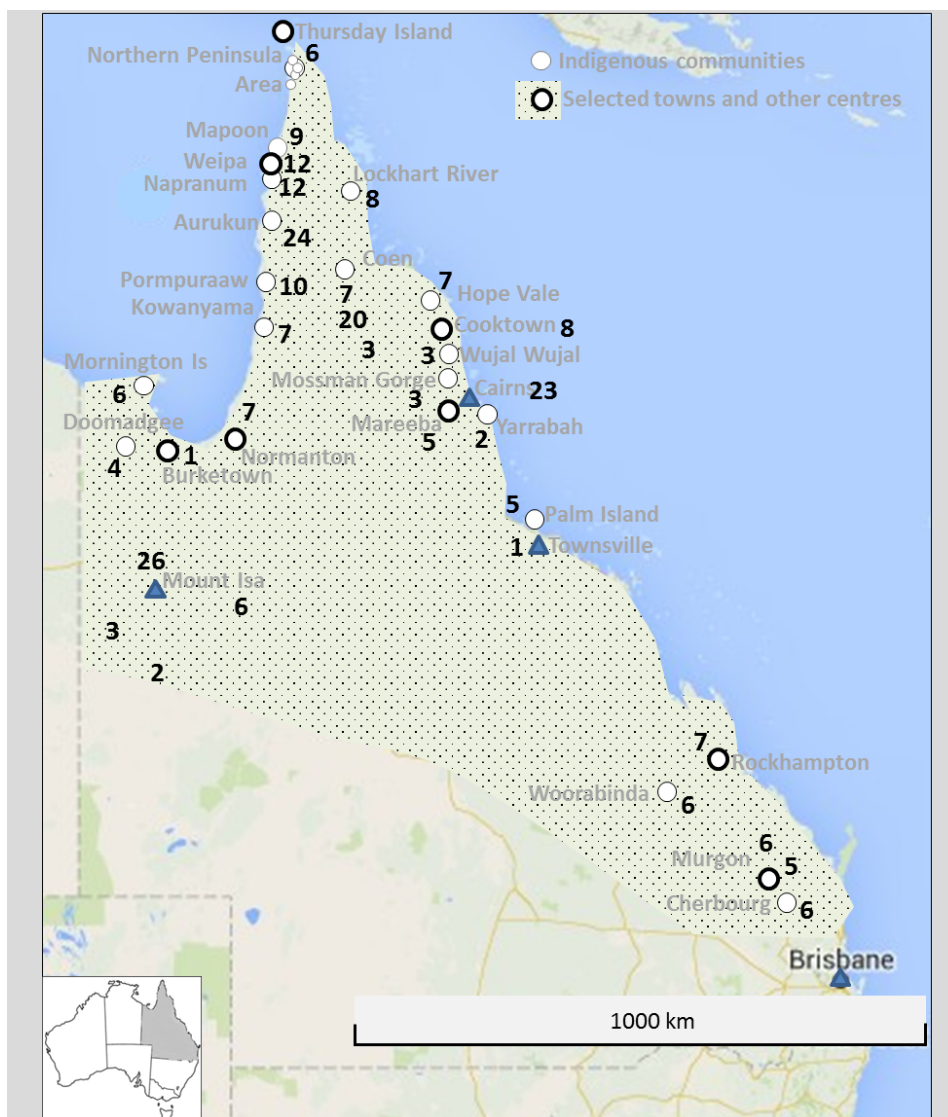 Thursday Island
Northern Peninsula
6
Area
Indigenous communities
Selected towns and other centres
Mapoon
9
Weipa
12
Napranum
12
Lockhart River
8
Aurukun
24
Coen
7
Pormpuraaw
10
7
Hope Vale
Kowanyama
7
20
Cooktown 8
3
3
Wujal Wujal
Mornington Is
6
Mossman Gorge
Cairns 23
3
Doomadgee
7
Mareeba
5
2
Yarrabah
4
1
Burketown
Normanton
5
Palm Island
1
Townsville
26
Mount Isa
6
3
2
7
Rockhampton
Woorabinda
6
6
Murgon
5
Cherbourg
6
Brisbane
1000 km